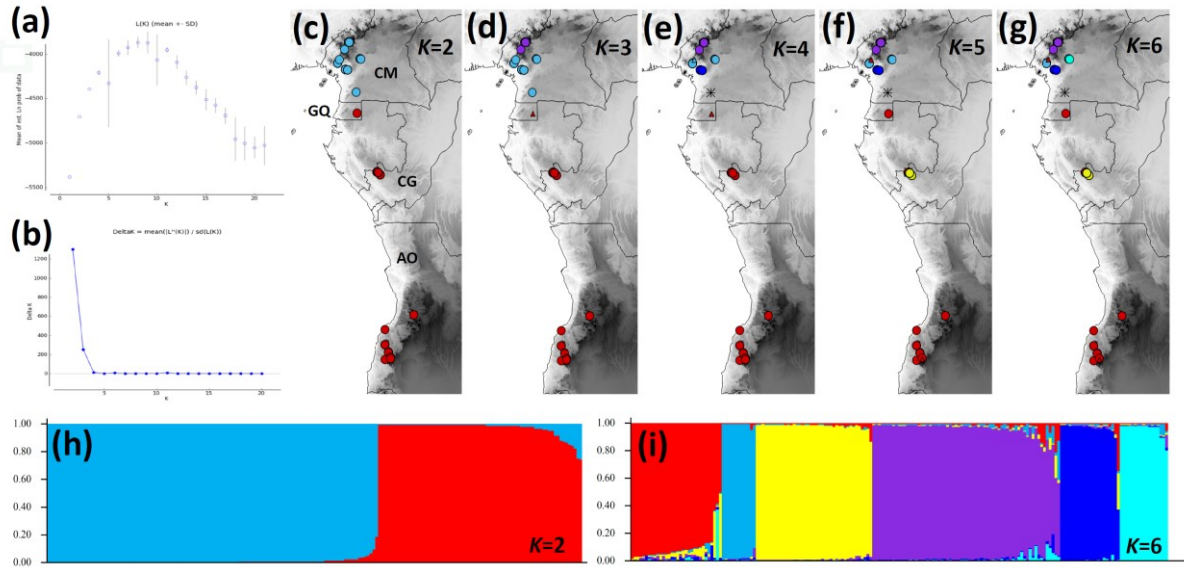 (a)
L(K) (mean +- SD)
Mean of est. Ln prob of data
−4000
−4500
−5000
−5500
0 5 10 15 20
K
(b)
DeltaK = mean(|L"(K)|) / sd(L(K))
Delta K
1200
1000
800
600
400
200
0
5 10 15 20
K
(c)
K=2
CM
GQ
CG
AO
(d)
K=3
(e)
K=4
(f)
K=5
(g)
K=6
(h)
1.00
0.80
0.60
0.40
0.20
0.00
K=2
(i)
1.00
0.80
0.60
0.40
0.20
0.00
K=6